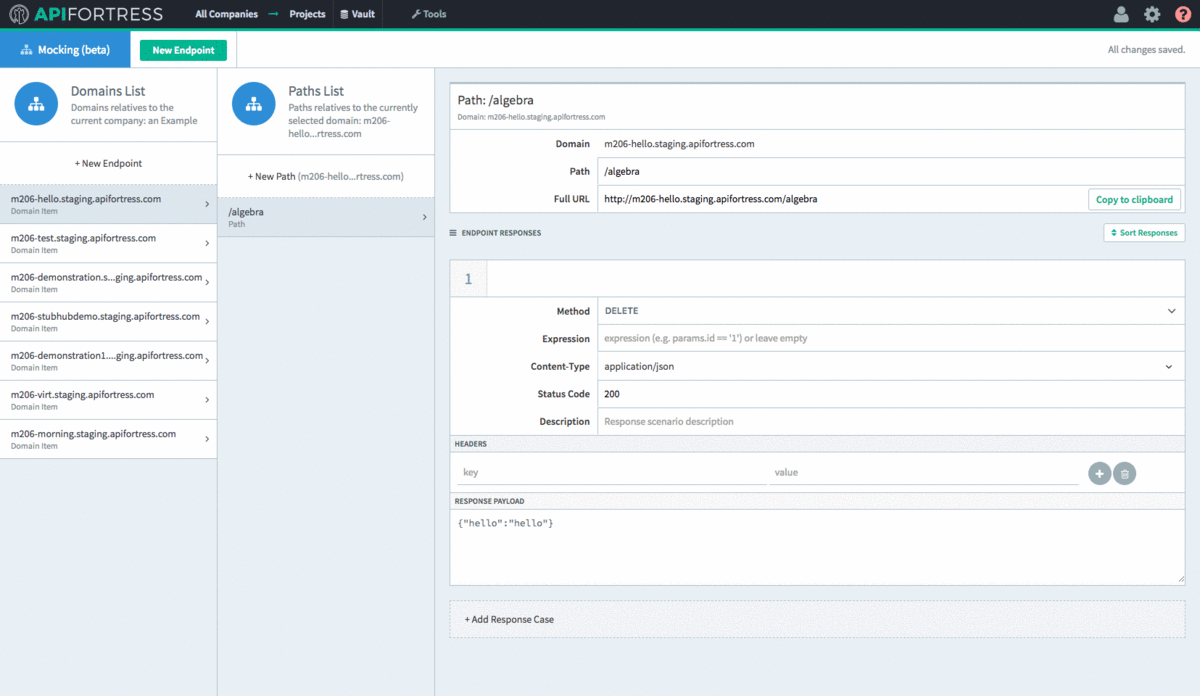 APIFORTRESS
All Companies → Projects
Vault
Tools
?
Mocking (beta)
New Endpoint
All changes saved.
Domains List
Domains relatives to the
current company: an Example
+ New Endpoint
m206-hello.staging.apifortress.com
Domain Item
m206-test.staging.apifortress.com
Domain Item
m206-demonstration.s...ging.apifortress.com
Domain Item
m206-stubhubdemo.staging.apifortress.com
Domain Item
m206-demonstration1....ging.apifortress.com
Domain Item
m206-virt.staging.apifortress.com
Domain Item
m206-morning.staging.apifortress.com
Domain Item
Paths List
Paths relatives to the currently
selected domain: m206-
hello...rtress.com
+ New Path (m206-hello...rtress.com)
/algebra
Path
Path: /algebra
Domain: m206-hello.staging.apifortress.com
Domain m206-hello.staging.apifortress.com
Path /algebra
Full URL http://m206-hello.staging.apifortress.com/algebra Copy to clipboard
ENDPOINT RESPONSES
Sort Responses
1
Method DELETE
Expression expression (e.g. params.id == '1') or leave empty
Content-Type application/json
Status Code 200
Description Response scenario description
HEADERS
key value
RESPONSE PAYLOAD
{"hello":"hello"}
+ Add Response Case